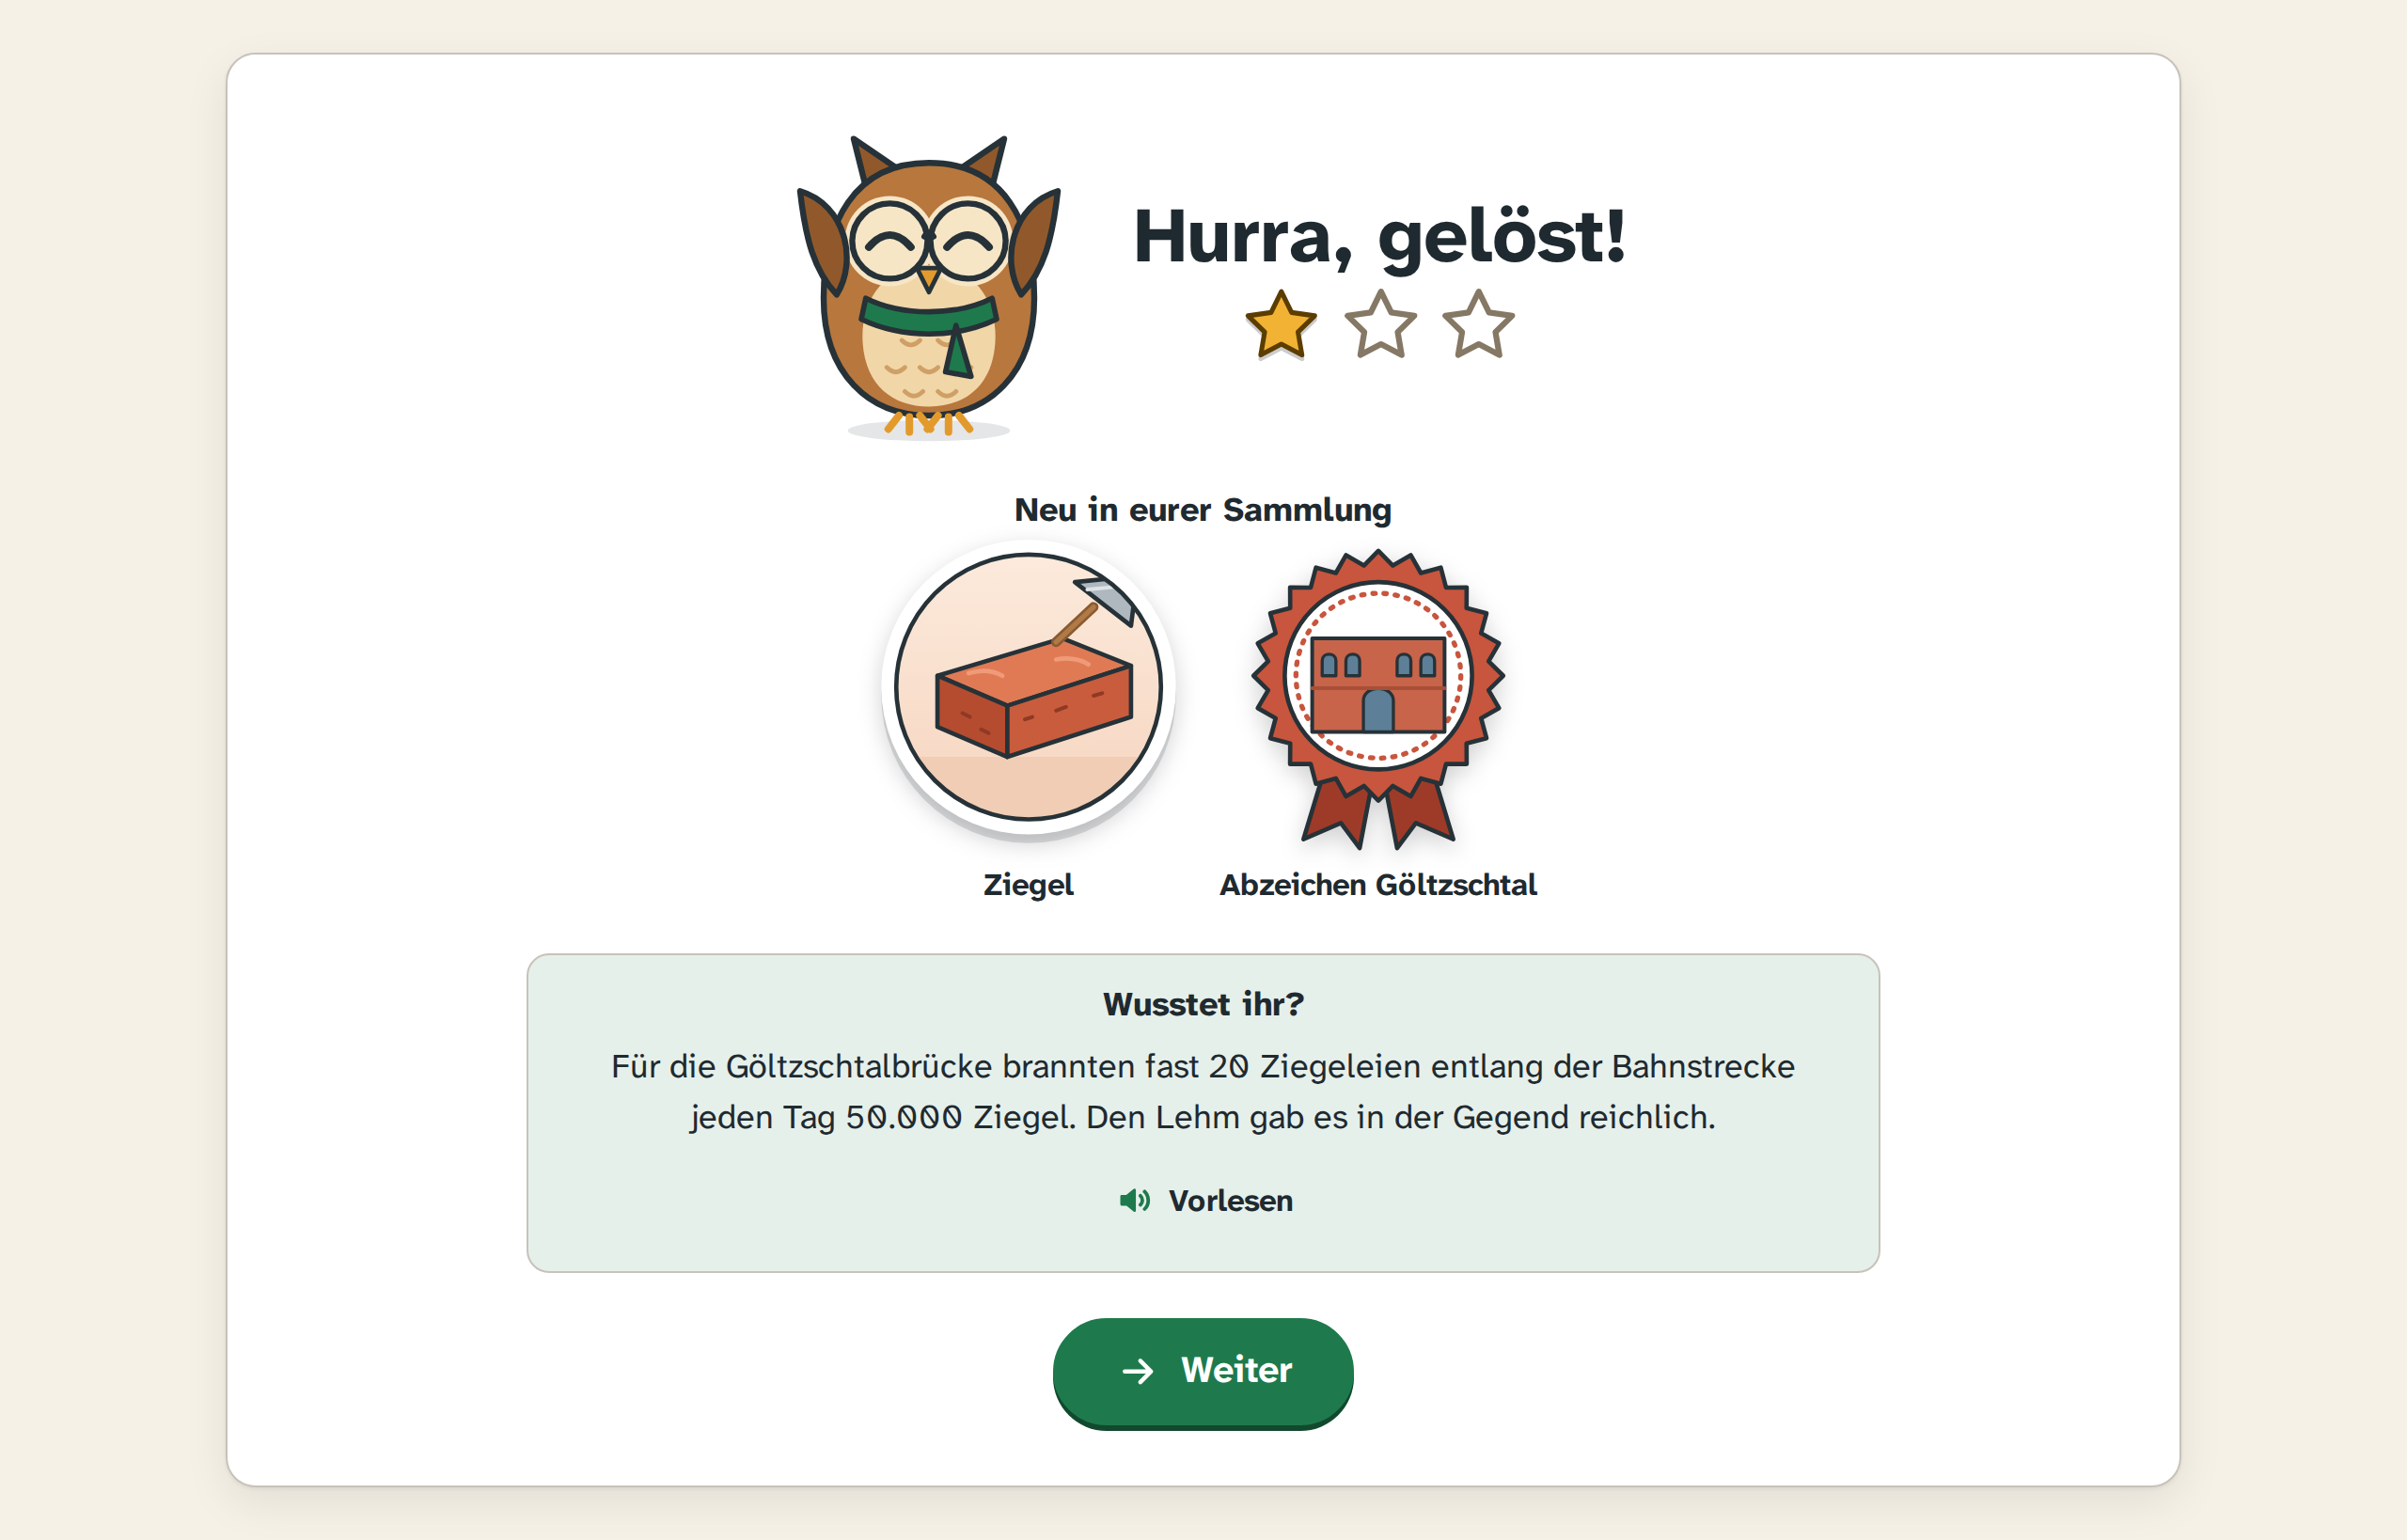 Hurra, gelöst!
Neu in eurer Sammlung
Ziegel
Abzeichen Göltzschtal
Wusstet ihr?
Für die Göltzschtalbrücke brannten fast 20 Ziegeleien entlang der Bahnstrecke
jeden Tag 50.000 Ziegel. Den Lehm gab es in der Gegend reichlich.
Vorlesen
Weiter